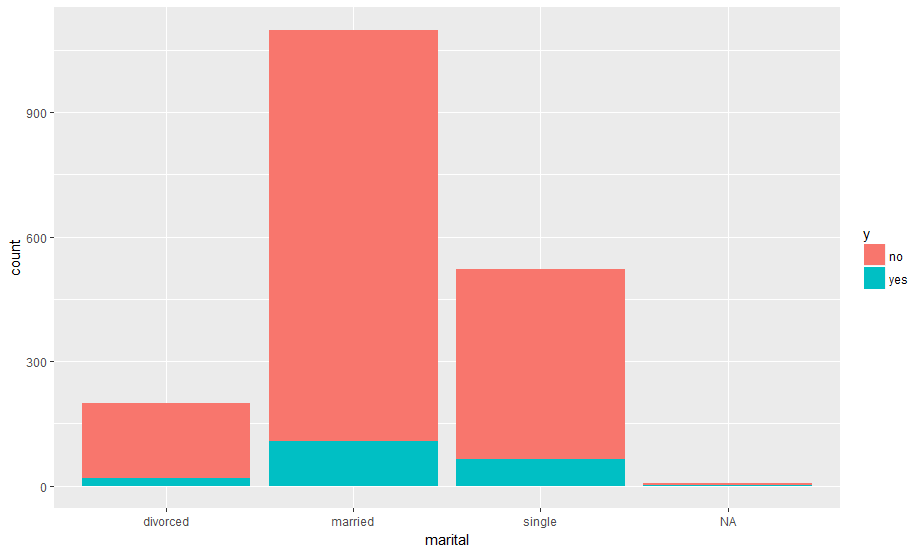 900
600
300
0
count
divorced married single NA
marital
y
no
yes